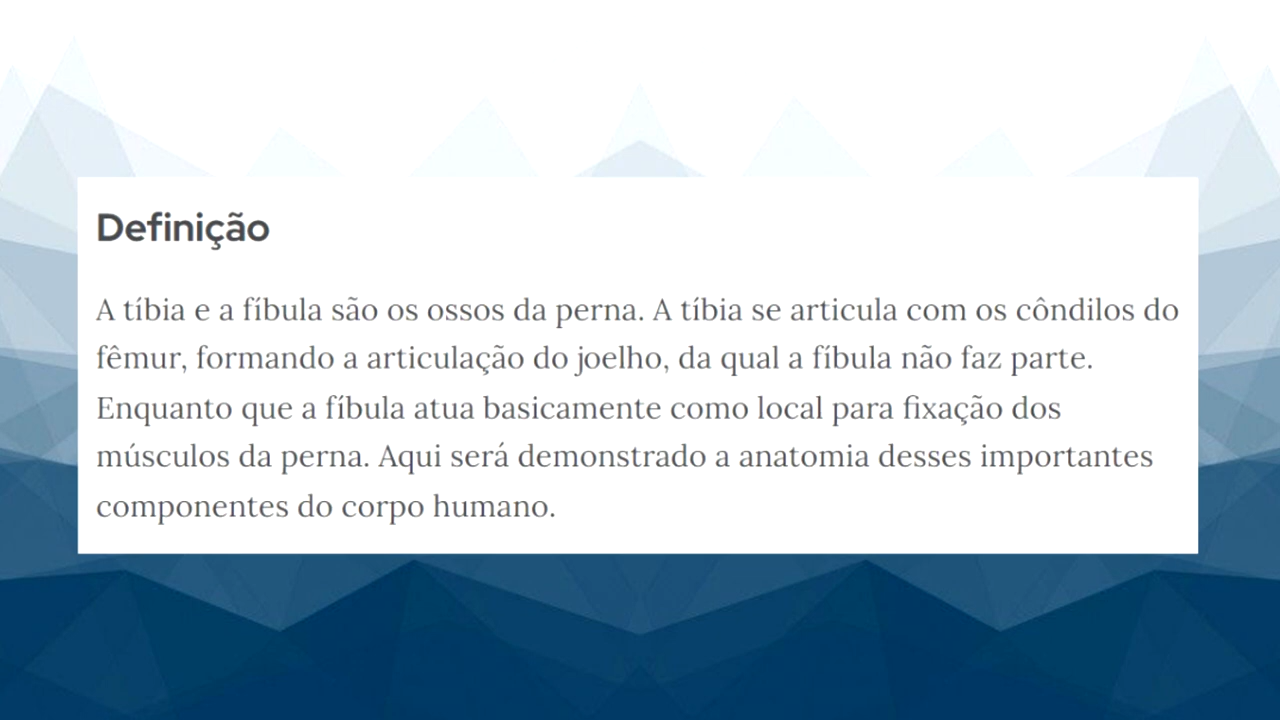 Definição
A tíbia e a fíbula são os ossos da perna. A tíbia se articula com os côndilos do
fêmur, formando a articulação do joelho, da qual a fíbula não faz parte.
Enquanto que a fíbula atua basicamente como local para fixação dos
músculos da perna. Aqui será demonstrado a anatomia desses importantes
componentes do corpo humano.